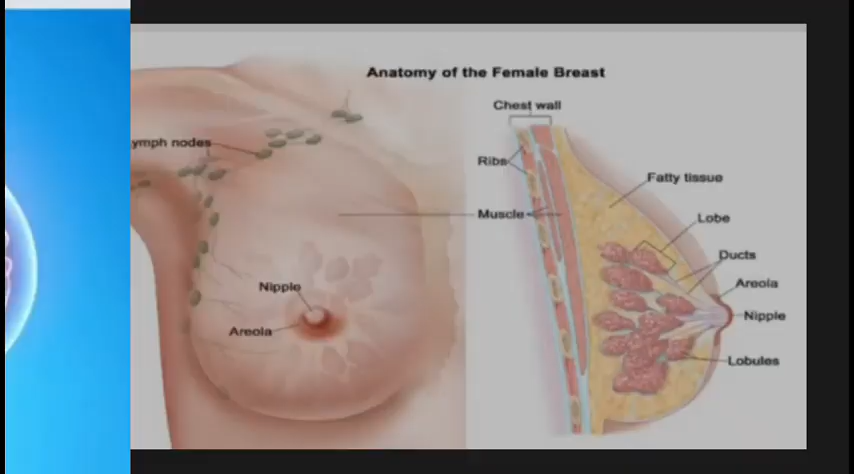 Anatomy of the Female Breast
Chest wall
ymph nodes
Ribs
Fatty tissue
Muscle
Lobe
Ducts
Areola
Nipple
Nipple
Areola
Lobules